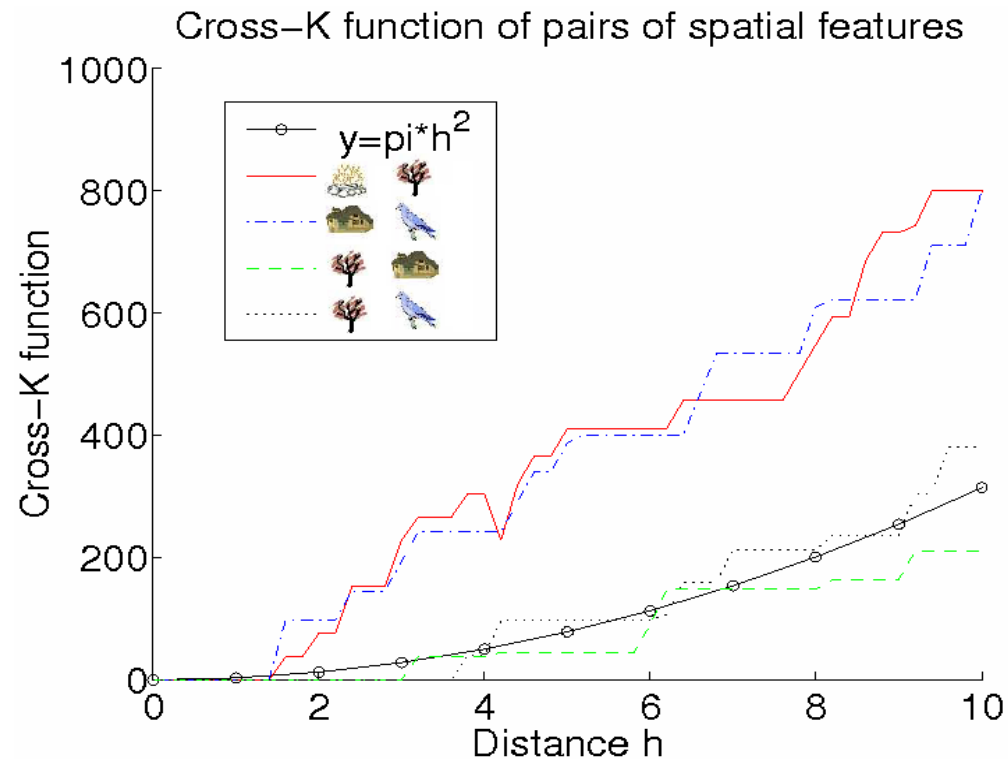 Cross-K function of pairs of spatial features
1000
800
600
400
200
0
y=pi*h²
Cross-K function
0 2 4 6 8 10
Distance h